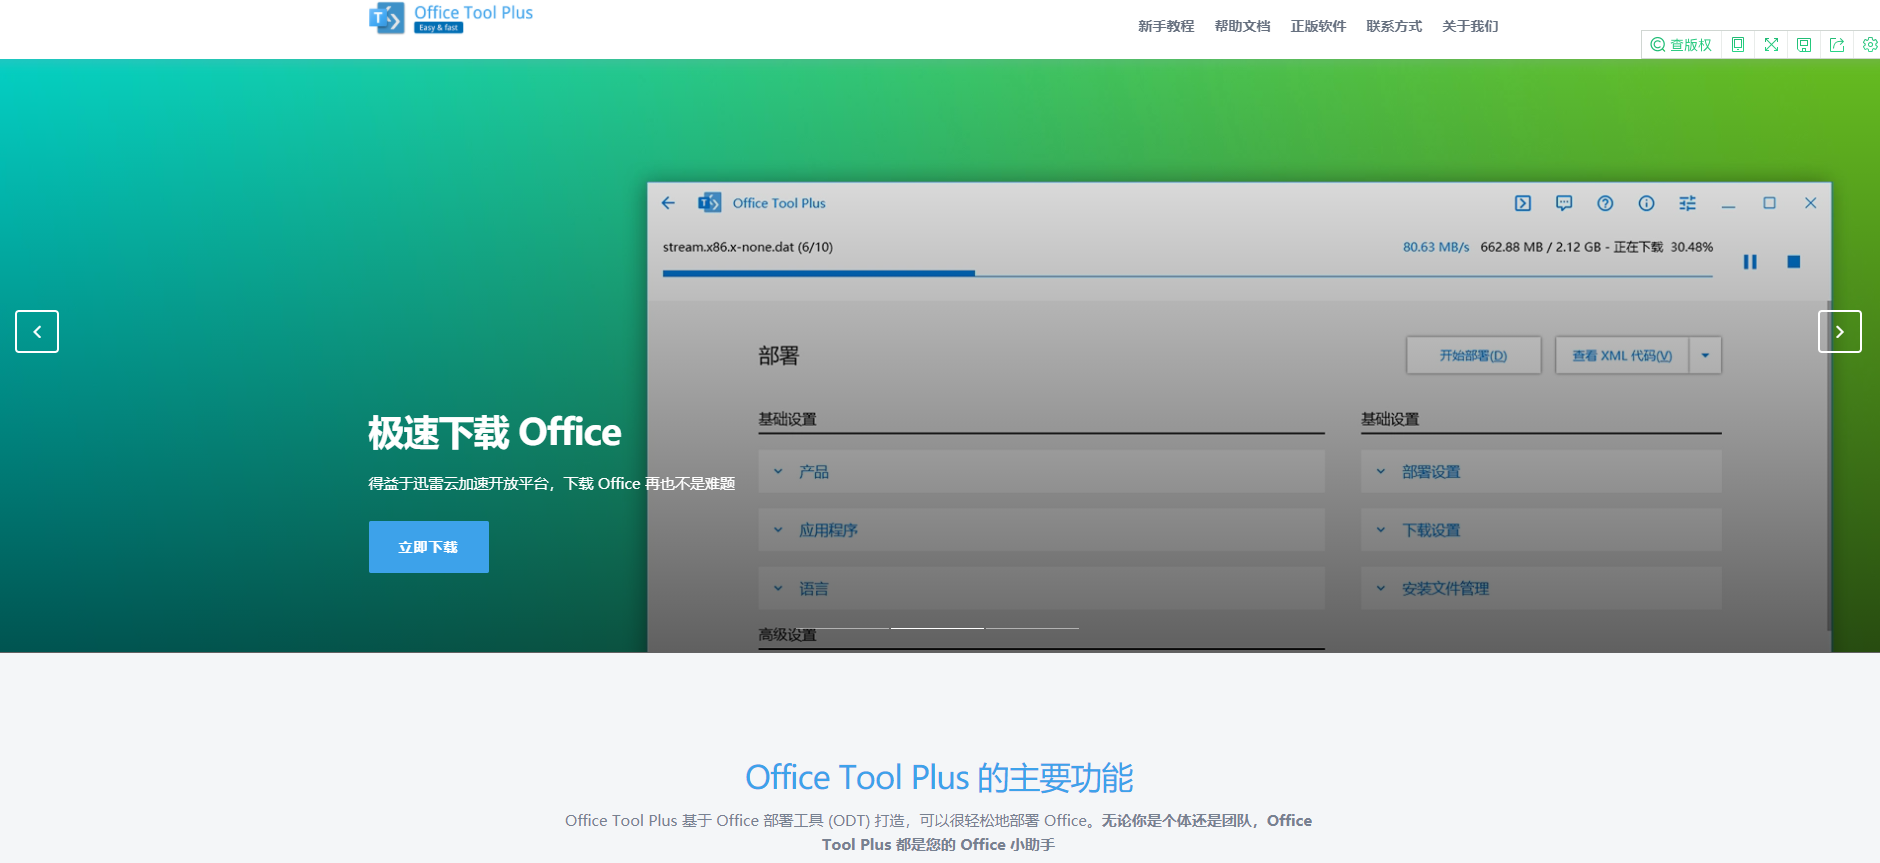 Office Tool Plus
Easy & fast
新手教程 帮助文档 正版软件 联系方式 关于我们
查版权
Office Tool Plus
stream.x86.x-none.dat (6/10)
80.63 MB/s 662.88 MB / 2.12 GB - 正在下载 30.48%
部署
开始部署(D) 查看 XML 代码(V)
基础设置 基础设置
产品 部署设置
应用程序 下载设置
语言 安装文件管理
高级设置
极速下载 Office
得益于迅雷云加速开放平台，下载 Office 再也不是难题
立即下载
Office Tool Plus 的主要功能
Office Tool Plus 基于 Office 部署工具 (ODT) 打造，可以很轻松地部署 Office。无论你是个体还是团队，Office
Tool Plus 都是您的 Office 小助手